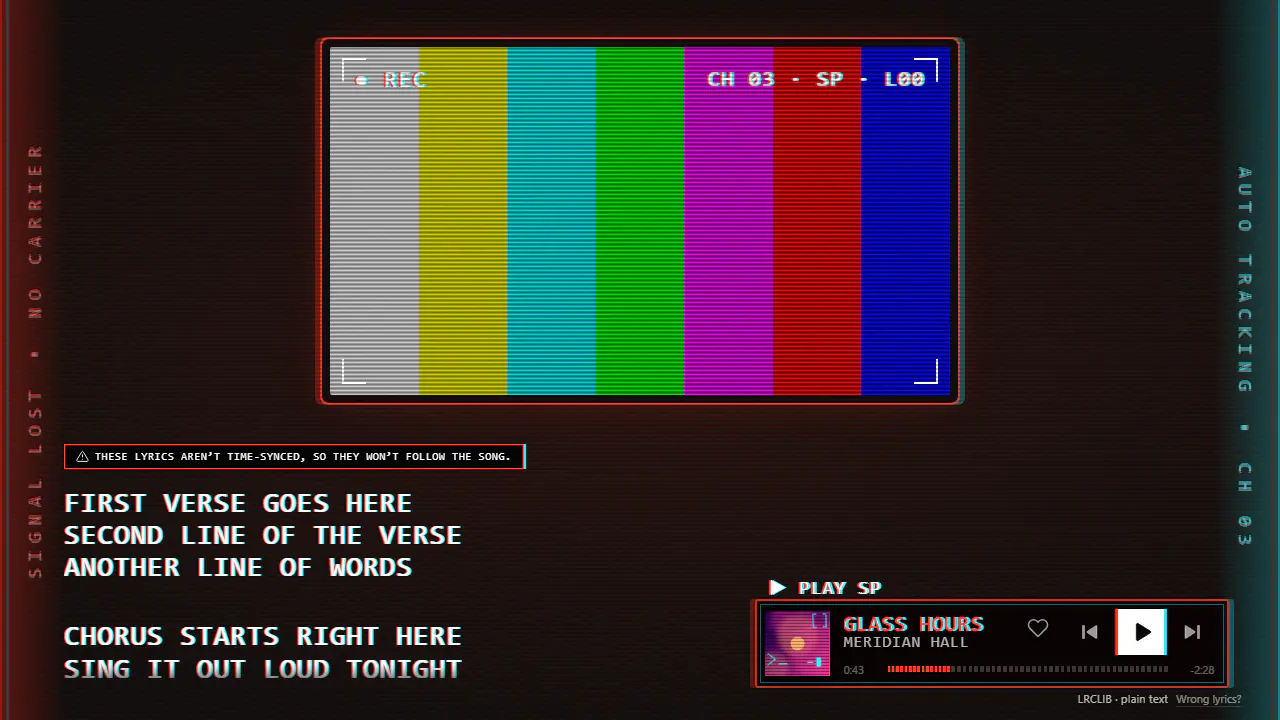 ● REC
CH 03 - SP - L00
SIGNAL LOST ▪ NO CARRIER
AUTO TRACKING ▪ CH 03
⚠ THESE LYRICS AREN’T TIME-SYNCED, SO THEY WON’T FOLLOW THE SONG.
FIRST VERSE GOES HERE
SECOND LINE OF THE VERSE
ANOTHER LINE OF WORDS
CHORUS STARTS RIGHT HERE
SING IT OUT LOUD TONIGHT
▶ PLAY SP
GLASS HOURS
MERIDIAN HALL
0:43
-2:28
LRCLIB · plain text Wrong lyrics?